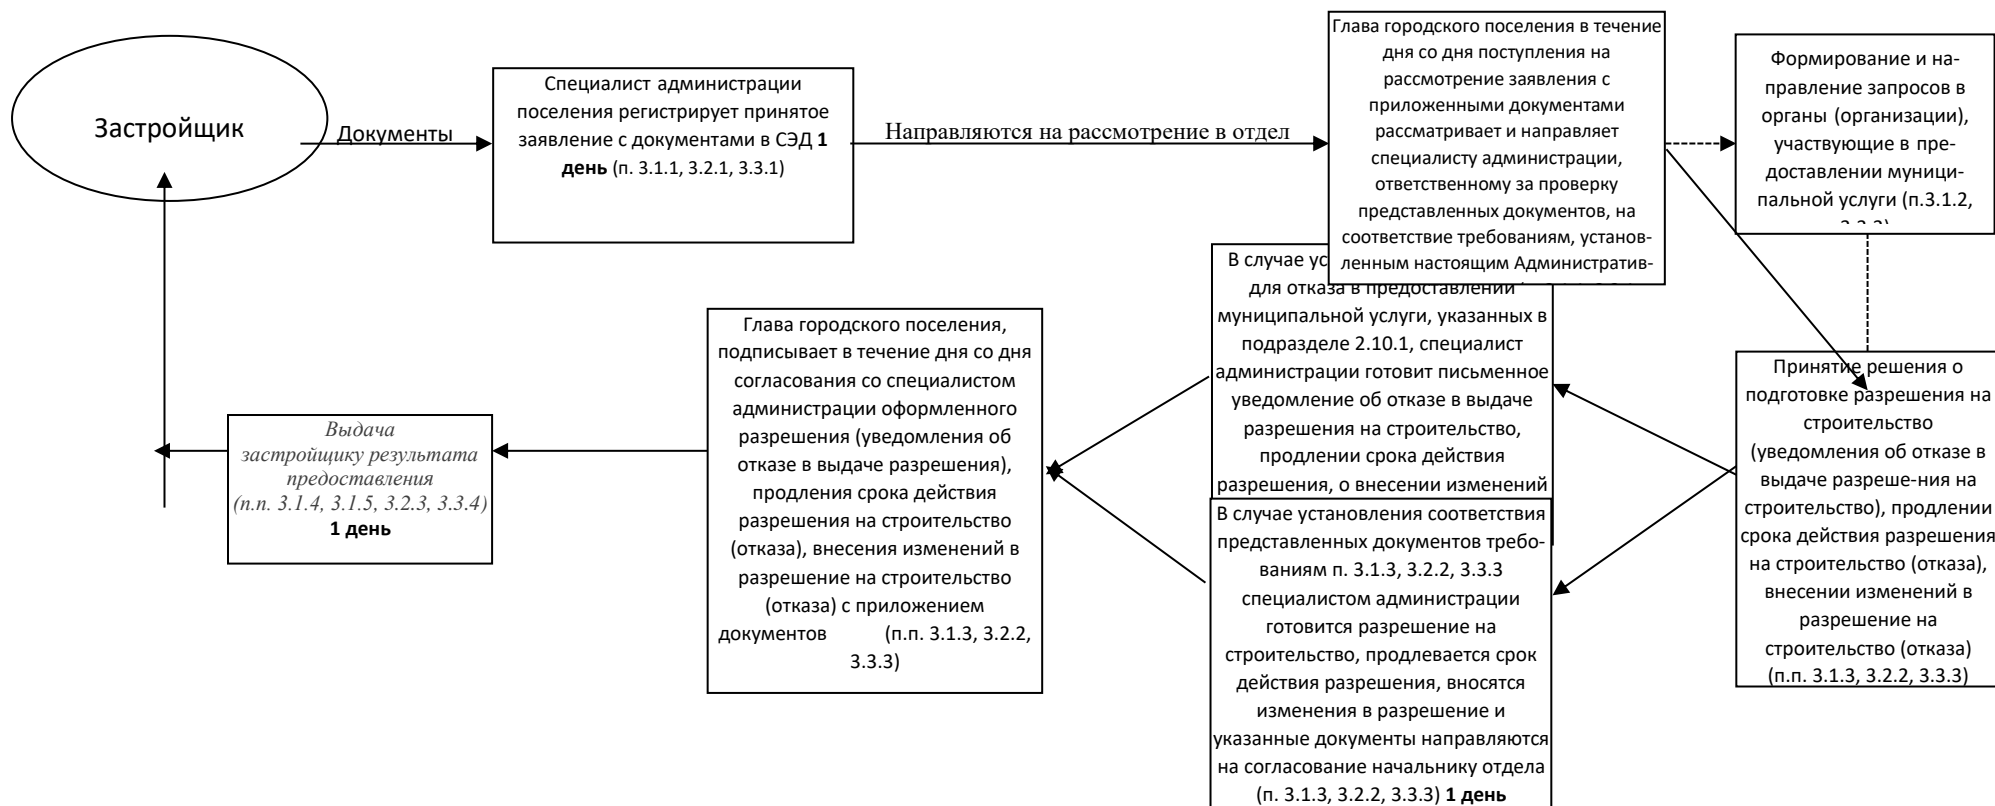 Застройщик
Документы
Специалист администрации
поселения регистрирует принятое
заявление с документами в СЭД 1
день (п. 3.1.1, 3.2.1, 3.3.1)
Направляются на рассмотрение в отдел
Глава городского поселения в течение
дня со дня поступления на
рассмотрение заявления с
приложенными документами
рассматривает и направляет
специалисту администрации,
ответственному за проверку
представленных документов, на
соответствие требованиям, установ-
ленным настоящим Административ-
Формирование и на-
правление запросов в
органы (организации),
участвующие в пре-
доставлении муници-
пальной услуги (п.3.1.2,
Принятие решения о
подготовке разрешения на
строительство
(уведомления об отказе в
выдаче разреше-ния на
строительство), продлении
срока действия разрешения
на строительство (отказа),
внесении изменений в
разрешение на
строительство (отказа)
(п.п. 3.1.3, 3.2.2, 3.3.3)
В случае ус
для отказа в предоставлении
муниципальной услуги, указанных в
подразделе 2.10.1, специалист
администрации готовит письменное
уведомление об отказе в выдаче
разрешения на строительство,
продлении срока действия
разрешения, о внесении изменений
В случае установления соответствия
представленных документов требо-
ваниям п. 3.1.3, 3.2.2, 3.3.3
специалистом администрации
готовится разрешение на
строительство, продлевается срок
действия разрешения, вносятся
изменения в разрешение и
указанные документы направляются
на согласование начальнику отдела
(п. 3.1.3, 3.2.2, 3.3.3) 1 день
Глава городского поселения,
подписывает в течение дня со дня
согласования со специалистом
администрации оформленного
разрешения (уведомления об
отказе в выдаче разрешения),
продления срока действия
разрешения на строительство
(отказа), внесения изменений в
разрешение на строительство
(отказа) с приложением
документов (п.п. 3.1.3, 3.2.2,
3.3.3)
Выдача
застройщику результата
предоставления
(п.п. 3.1.4, 3.1.5, 3.2.3, 3.3.4)
1 день